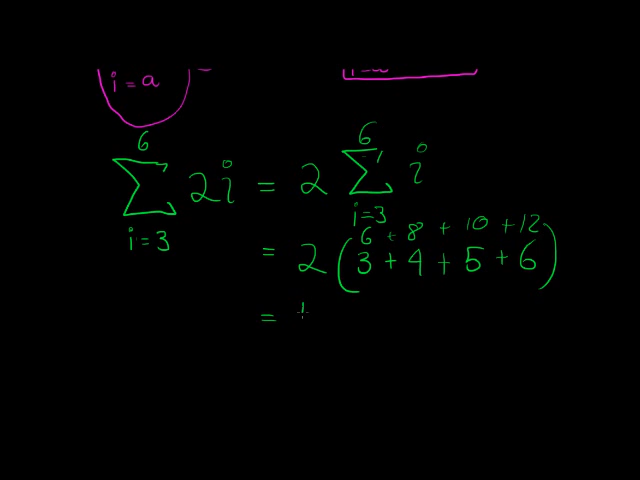 i = a
6 6
∑ 2i = 2 ∑ i
i = 3 i = 3
6 + 8 + 10 + 12
= 2 (3 + 4 + 5 + 6)
=